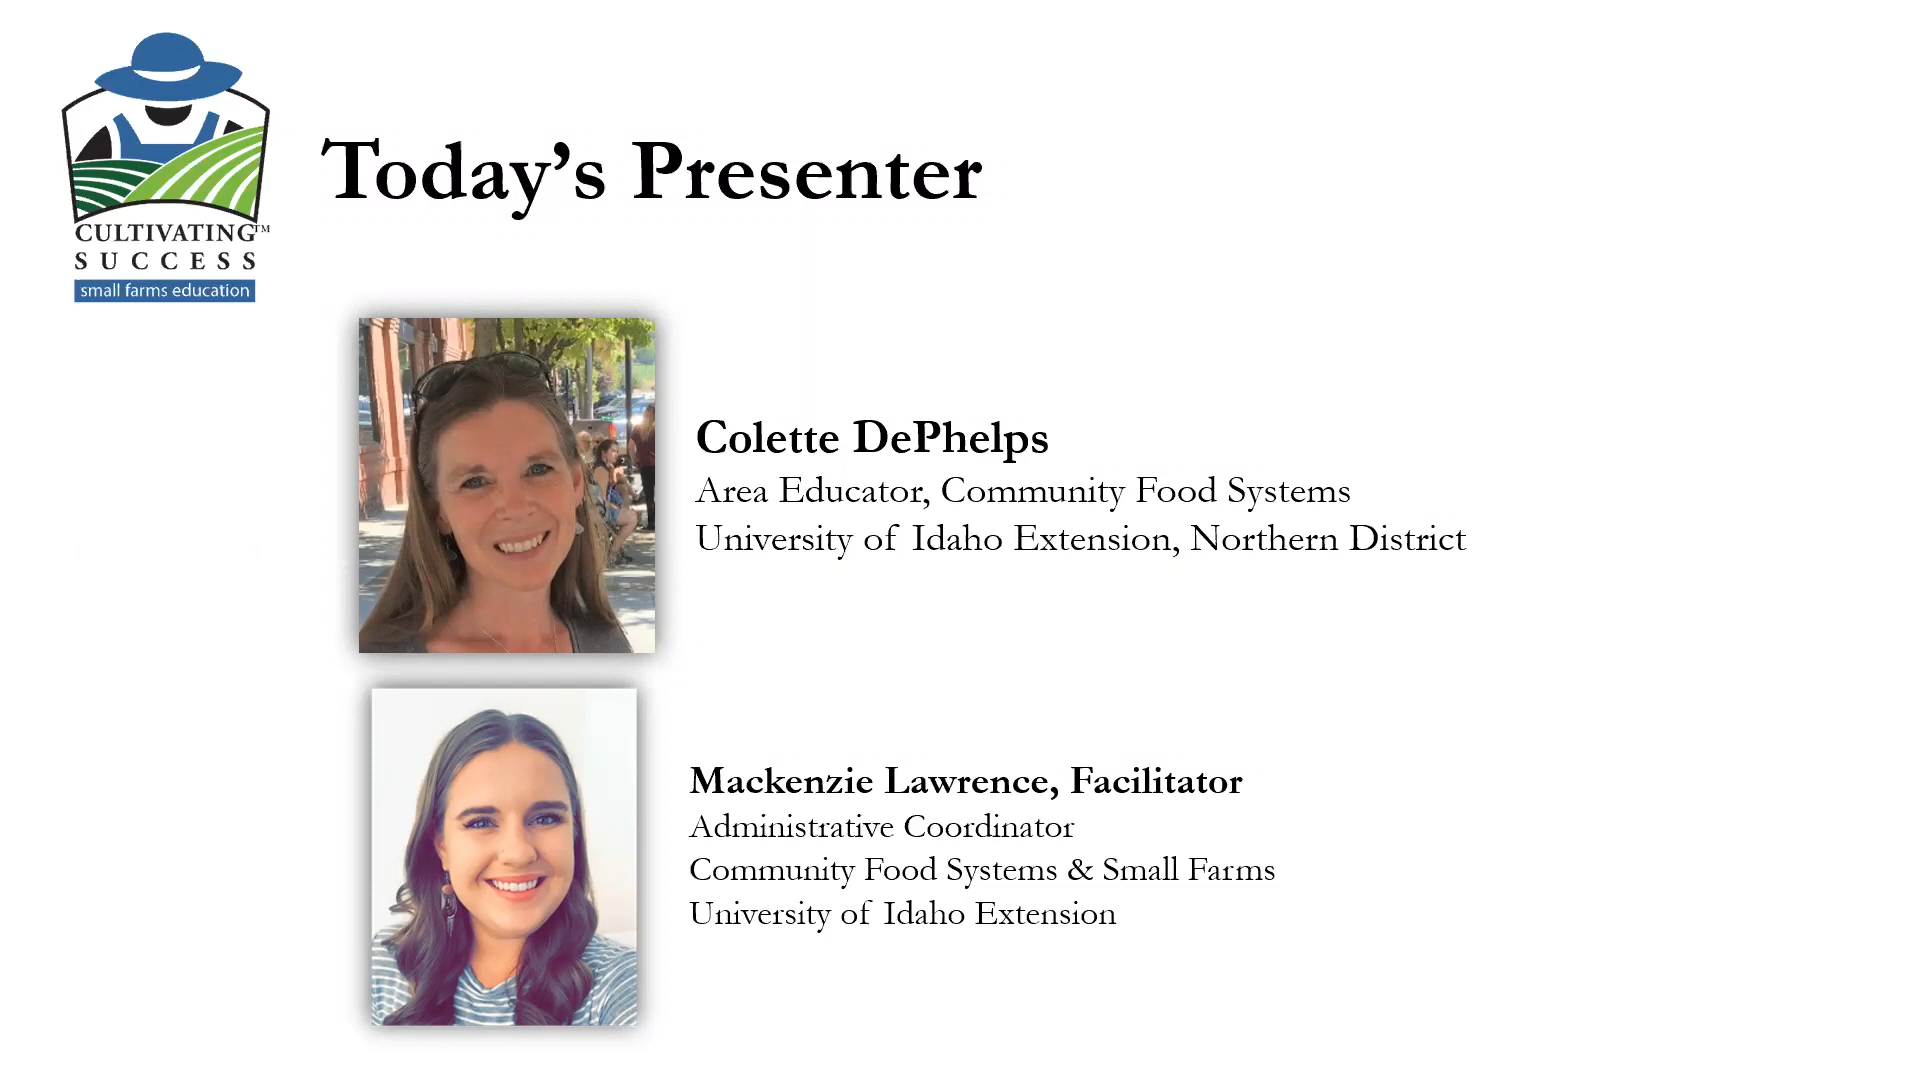 CULTIVATING™
SUCCESS
small farms education
Today’s Presenter
Colette DePhelps
Area Educator, Community Food Systems
University of Idaho Extension, Northern District
Mackenzie Lawrence, Facilitator
Administrative Coordinator
Community Food Systems & Small Farms
University of Idaho Extension